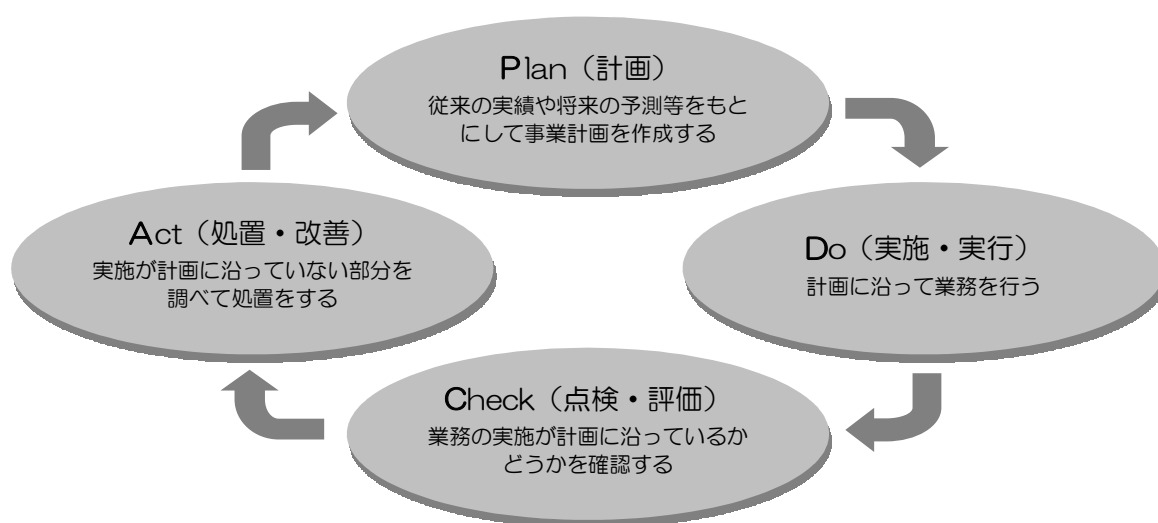 Plan（計画）
従来の実績や将来の予測等をもと
にして事業計画を作成する
Act（処置・改善）
実施が計画に沿っていない部分を
調べて処置をする
Do（実施・実行）
計画に沿って業務を行う
Check（点検・評価）
業務の実施が計画に沿っているか
どうかを確認する